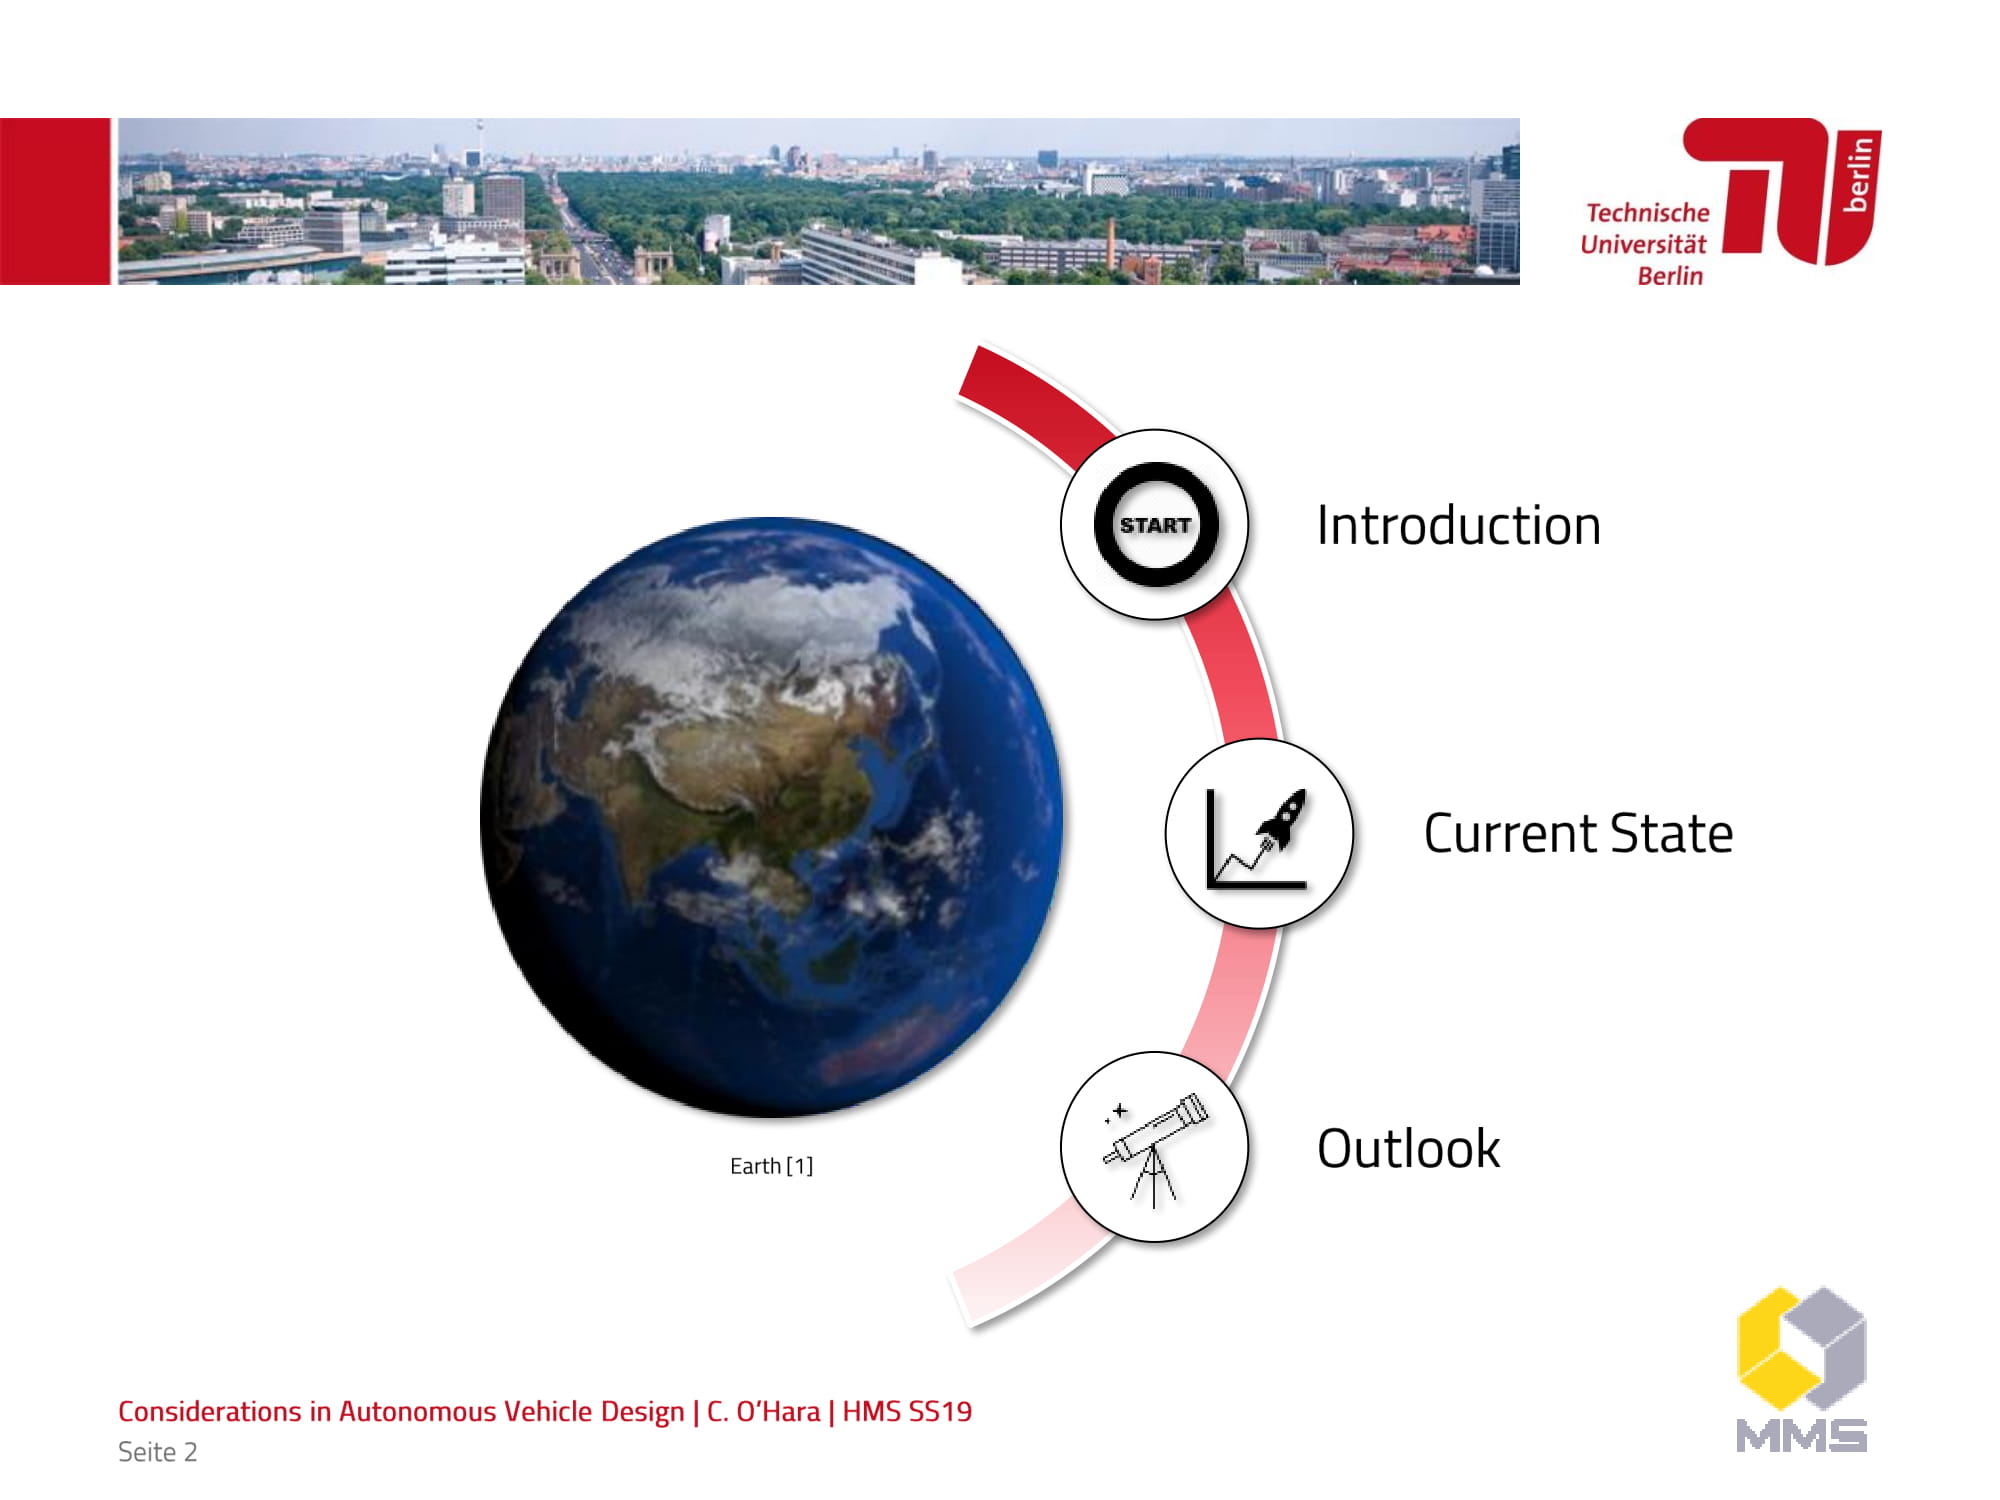 Technische
Universität
Berlin
berlin
START
Introduction
Current State
Outlook
Earth [1]
Considerations in Autonomous Vehicle Design | C. O'Hara | HMS SS19
Seite 2
MMS